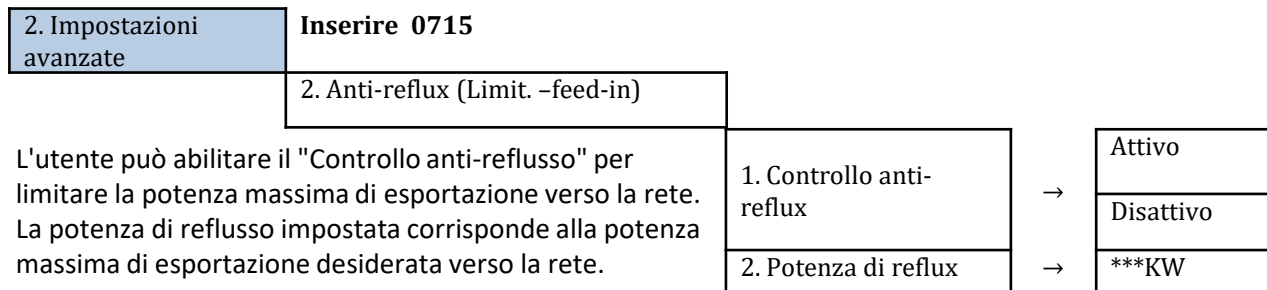 2. Impostazioni
avanzate
Inserire 0715
2. Anti-reflux (Limit. –feed-in)
L'utente può abilitare il "Controllo anti-reflusso" per
limitare la potenza massima di esportazione verso la rete.
La potenza di reflusso impostata corrisponde alla potenza
massima di esportazione desiderata verso la rete.
1. Controllo anti-
reflux
→
Attivo
Disattivo
2. Potenza di reflux → ***KW